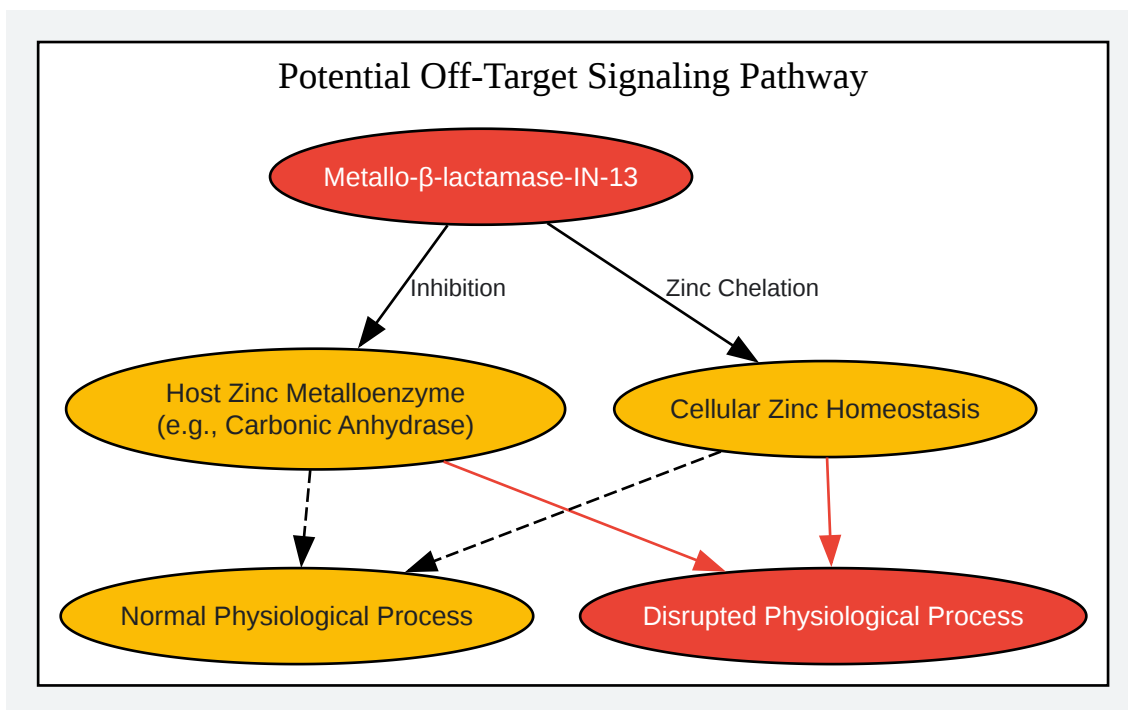 Potential Off-Target Signaling Pathway
Metallo-β-lactamase-IN-13
Inhibition
Zinc Chelation
Host Zinc Metalloenzyme
(e.g., Carbonic Anhydrase)
Cellular Zinc Homeostasis
Normal Physiological Process
Disrupted Physiological Process